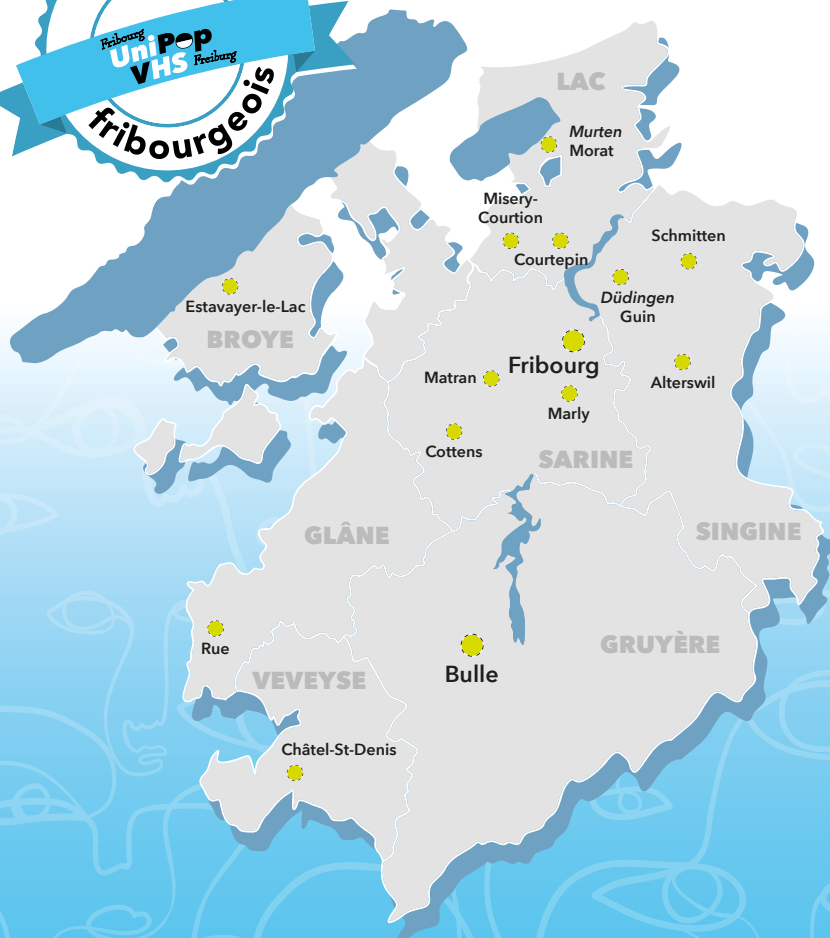 Fribourg
UniPop
VHS Freiburg
fribourgeois
LAC
Murten
Morat
Misery-
Courtion
Courtepin
Schmitten
Düdingen
Guin
Estavayer-le-Lac
BROYE
Fribourg
Matran
Alterswil
Marly
Cottens
SARINE
GLÂNE
SINGINE
Rue
GRUYÈRE
Bulle
VEVEYSE
Châtel-St-Denis